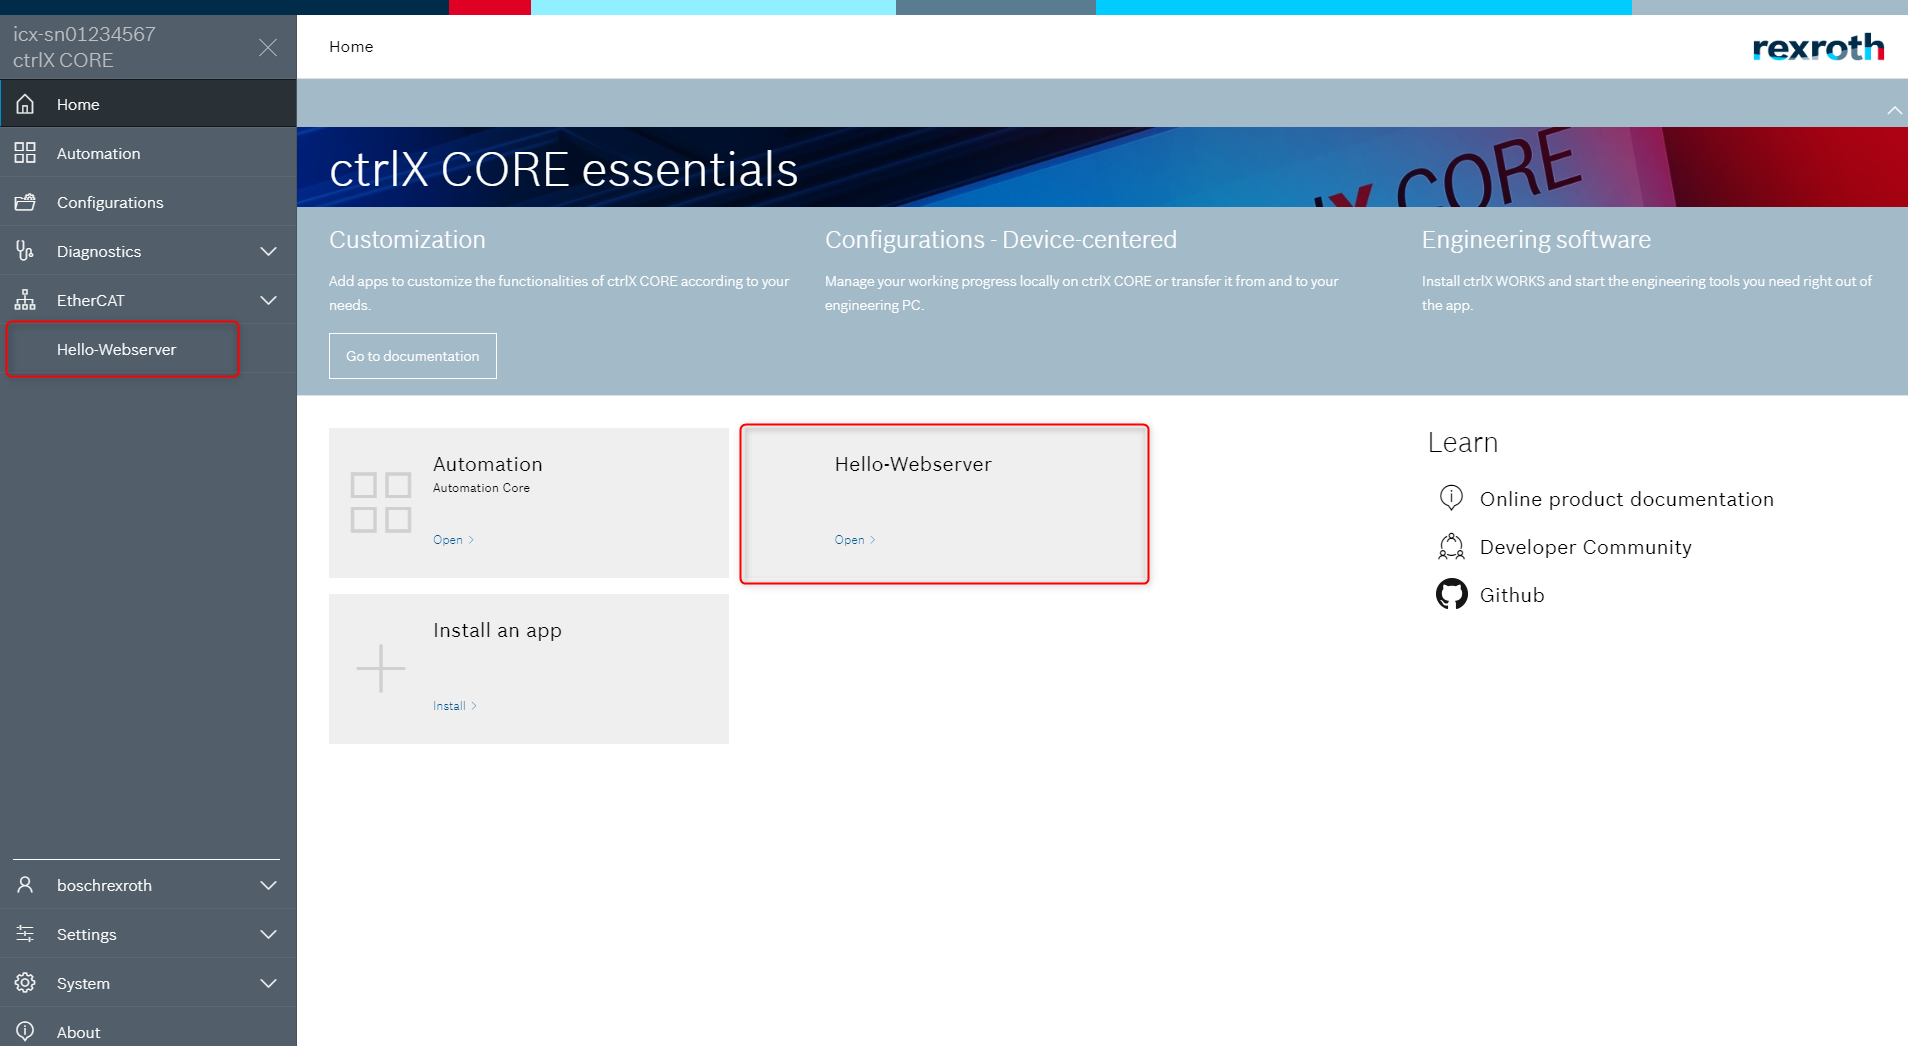 icx-sn01234567
ctrlX CORE
Home
Automation
Configurations
Diagnostics
EtherCAT
Hello-Webserver
boschrexroth
Settings
System
About
Home
rexroth
ctrlX CORE essentials
X CORE
Customization
Add apps to customize the functionalities of ctrlX CORE according to your
needs.
Go to documentation
Configurations - Device-centered
Manage your working progress locally on ctrlX CORE or transfer it from and to your
engineering PC.
Engineering software
Install ctrlX WORKS and start the engineering tools you need right out of
the app.
Automation
Automation Core
Open
Hello-Webserver
Open
Install an app
Install
Learn
Online product documentation
Developer Community
Github